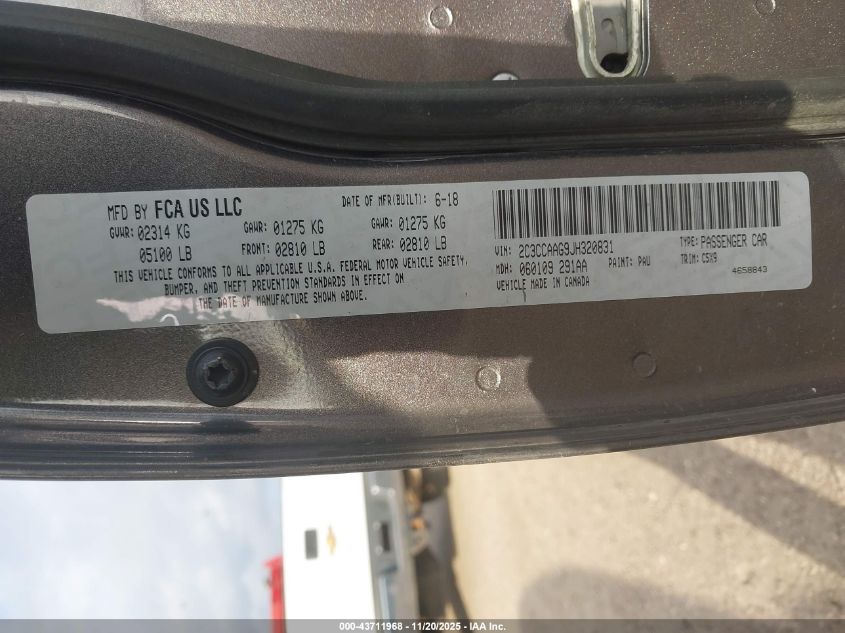 MFD BY FCA US LLC
DATE OF MFR(BUILT): 6-18
GVWR: 02314 KG
GAWR: 01275 KG
GAWR: 01275 KG
05100 LB
FRONT: 02810 LB
REAR: 02810 LB
THIS VEHICLE CONFORMS TO ALL APPLICABLE U.S.A. FEDERAL MOTOR VEHICLE SAFETY,
BUMPER, AND THEFT PREVENTION STANDARDS IN EFFECT ON
THE DATE OF MANUFACTURE SHOWN ABOVE.
VIN: 2C3CCAAG9JH320831
TYPE: PASSENGER CAR
MDH: 060109 291AA
PAINT: PAU
TRIM: C5X9
VEHICLE MADE IN CANADA
4658843
000-43711968 - 11/20/2025 - IAA Inc.